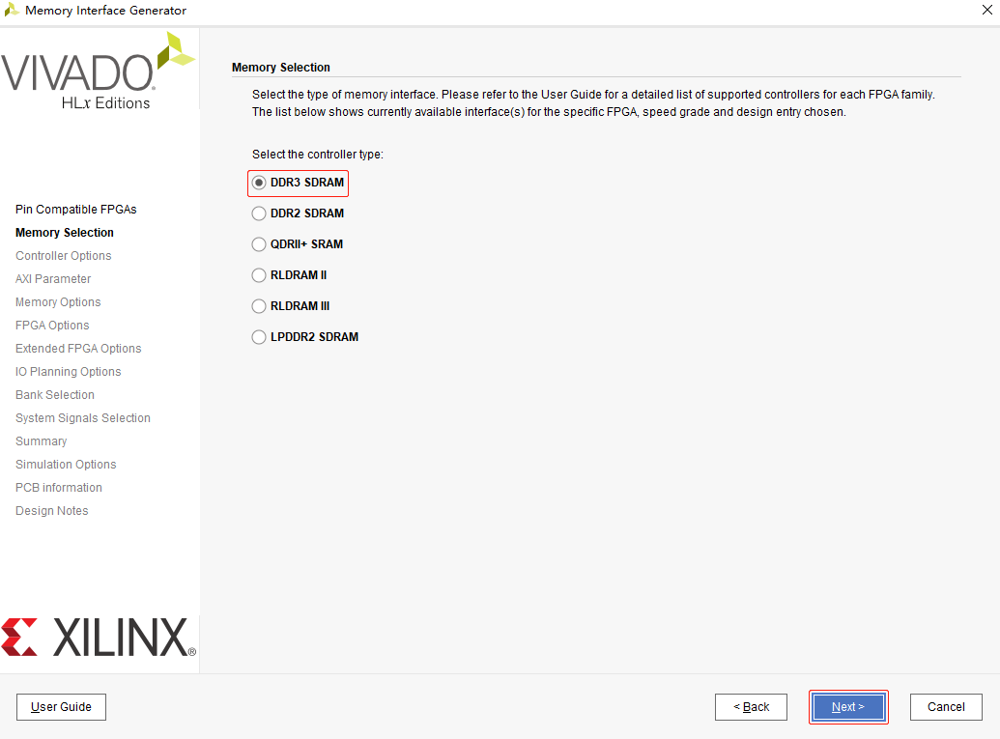 Memory Interface Generator
VIVADO.
HLx Editions
Pin Compatible FPGAs
Memory Selection
Controller Options
AXI Parameter
Memory Options
FPGA Options
Extended FPGA Options
IO Planning Options
Bank Selection
System Signals Selection
Summary
Simulation Options
PCB information
Design Notes
XILINX®
Memory Selection
Select the type of memory interface. Please refer to the User Guide for a detailed list of supported controllers for each FPGA family.
The list below shows currently available interface(s) for the specific FPGA, speed grade and design entry chosen.
Select the controller type:
DDR3 SDRAM
DDR2 SDRAM
QDRII+ SRAM
RLDRAM II
RLDRAM III
LPDDR2 SDRAM
User Guide
< Back
Next >
Cancel